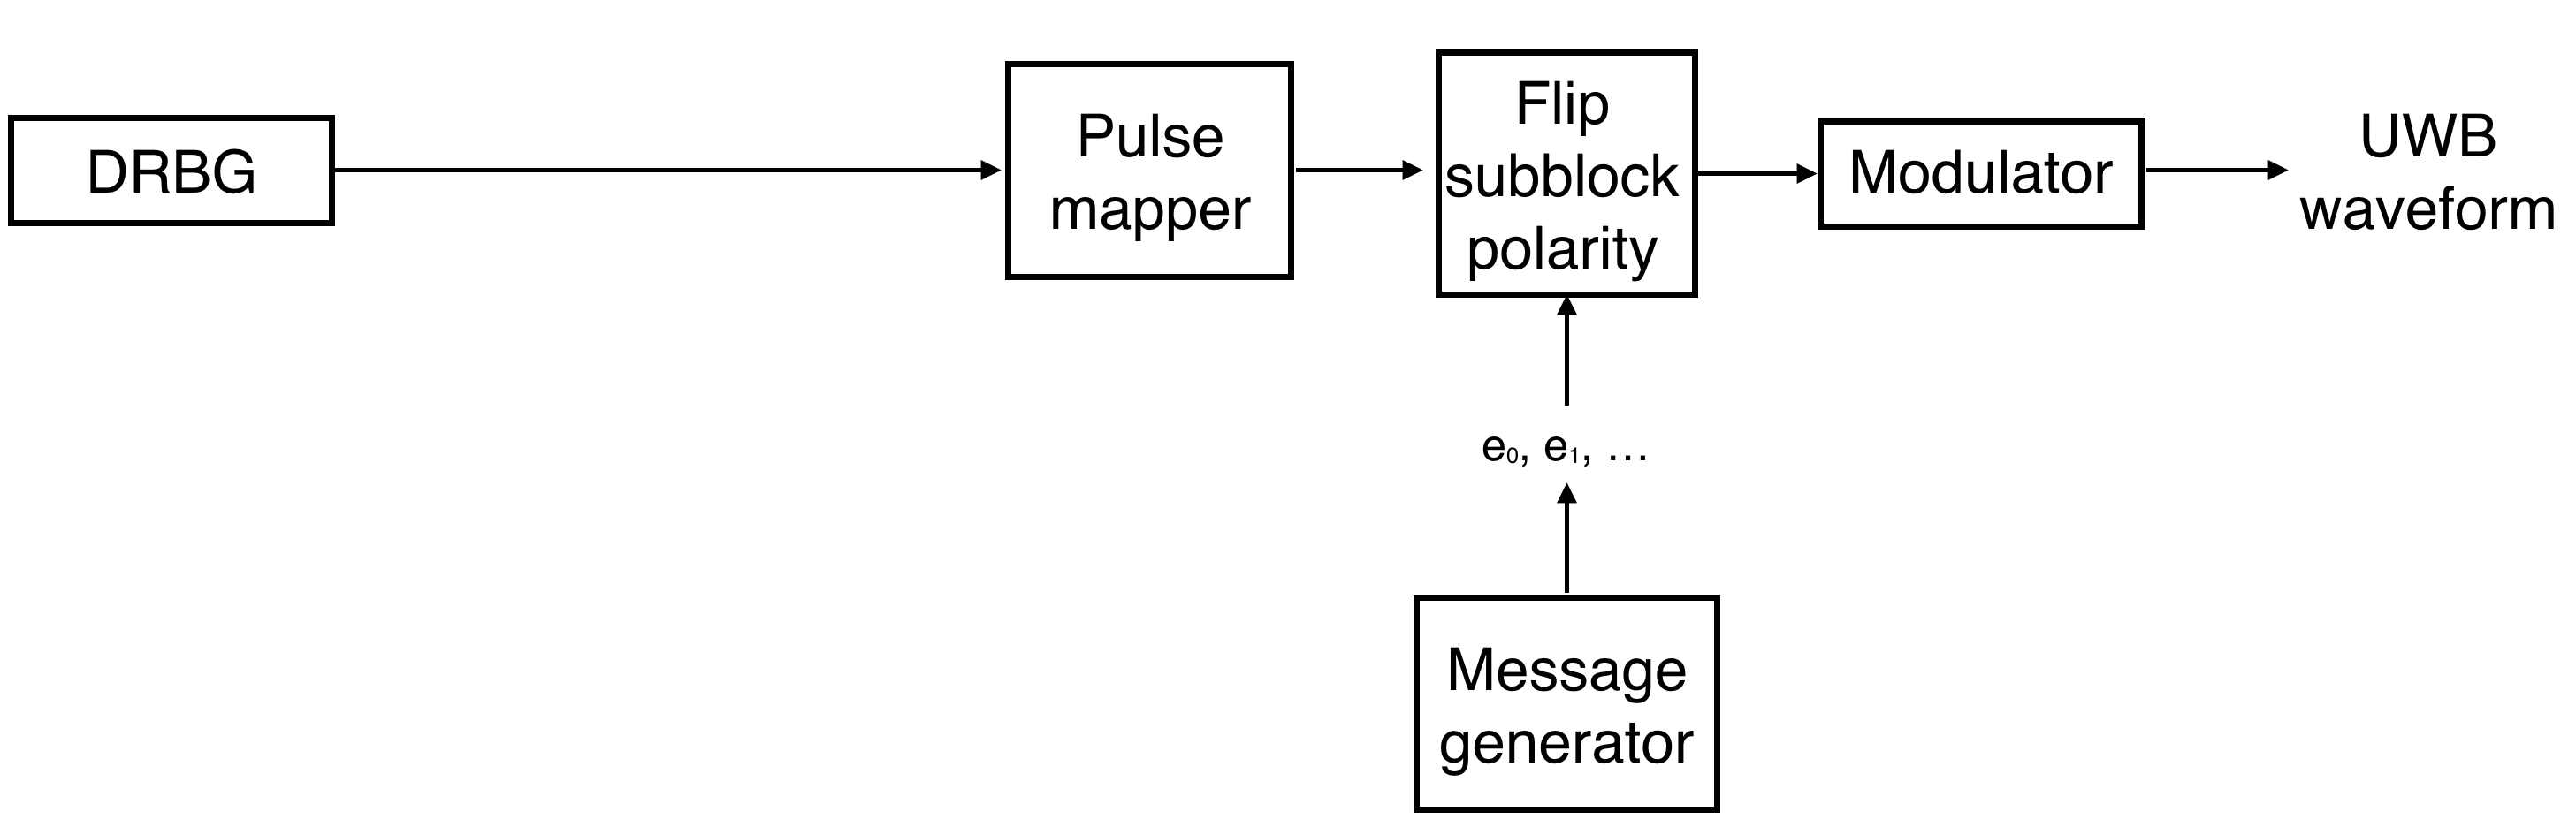 DRBG
Pulse
mapper
Flip
subblock
polarity
Modulator
UWB
waveform
e₀, e₁, …
Message
generator